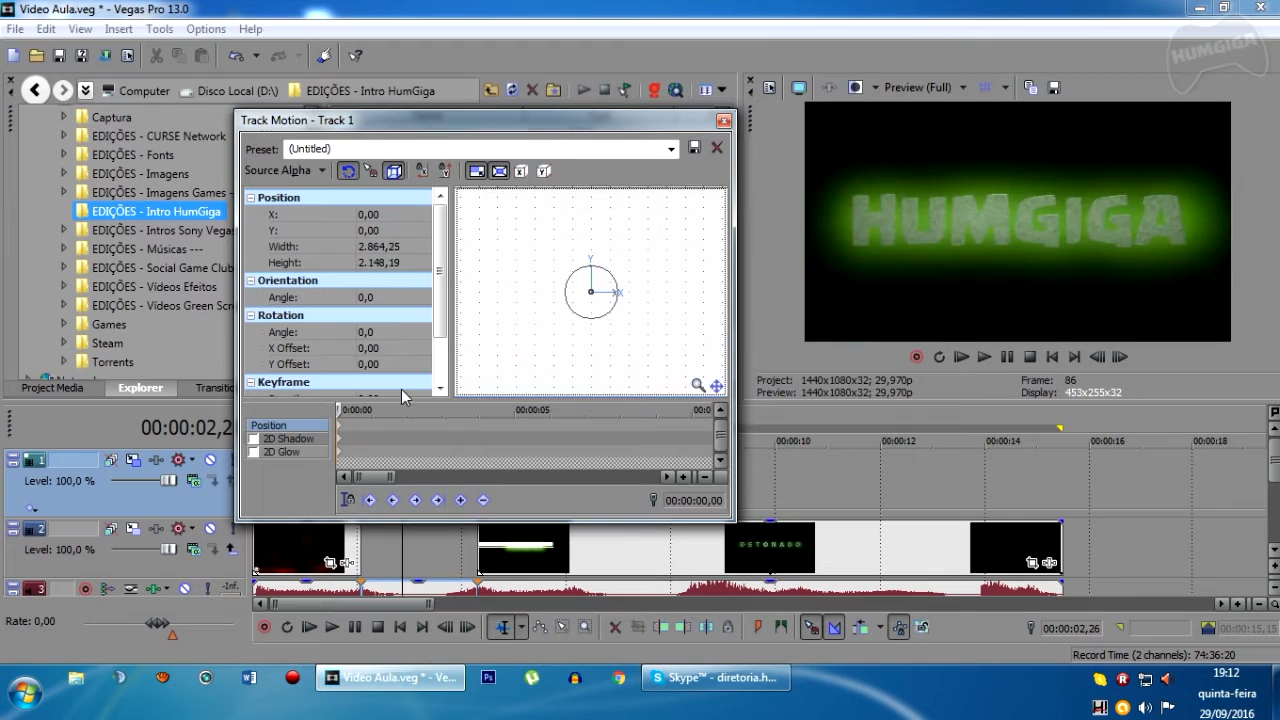 Video Aula.veg * - Vegas Pro 13.0
File Edit View Insert Tools Options Help
HUMGIGA
Computer Disco Local (D:\) EDIÇÕES - Intro HumGiga
Preview (Full)
Captura
EDIÇÕES - CURSE Network
EDIÇÕES - Fonts
EDIÇÕES - Imagens
EDIÇÕES - Imagens Games -
EDIÇÕES - Intro HumGiga
EDIÇÕES - Intros Sony Vegas
EDIÇÕES - Músicas ---
EDIÇÕES - Social Game Club
EDIÇÕES - Vídeos Efeitos
EDIÇÕES - Vídeos Green Scr
Games
Steam
Torrents
Project Media Explorer Transitio
Track Motion - Track 1
Preset: (Untitled)
Source Alpha
Position
X: 0,00
Y: 0,00
Width: 2.864,25
Height: 2.148,19
Orientation
Angle: 0,0
Rotation
Angle: 0,0
X Offset: 0,00
Y Offset: 0,00
Keyframe
Y
X
0:00:00 00:00:05 00:0
Position
2D Shadow
2D Glow
00:00:00,00
HUMGIGA
Project: 1440x1080x32; 29,970p
Preview: 1440x1080x32; 29,970p
Frame: 86
Display: 453x255x32
00:00:02,2
00:00:10 00:00:12 00:00:14 00:00:16 00:00:18
1
Level: 100,0 %
2
Level: 100,0 %
3
-Inf.
DETONADO
Rate: 0,00
00:00:02,26
00:00:15,15
Record Time (2 channels): 74:36:20
Video Aula.veg * - Ve...
Skype™ - diretoria.h...
19:12
quinta-feira
29/09/2016